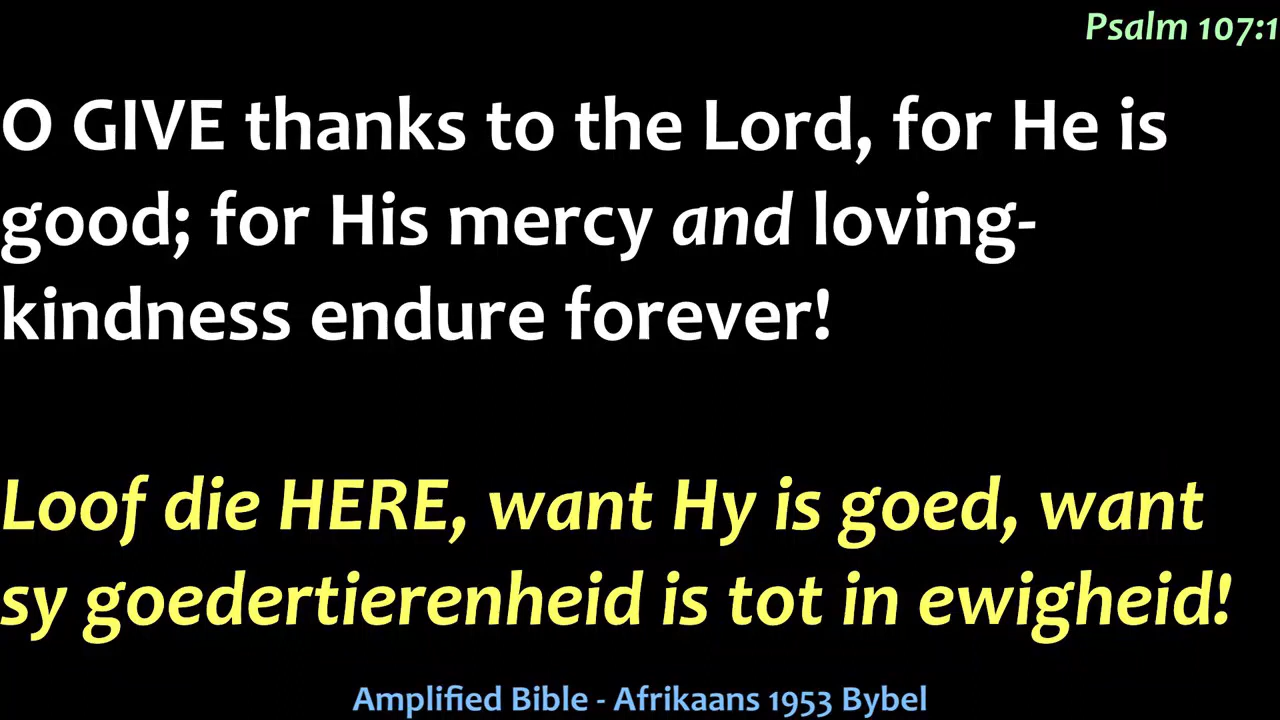 Psalm 107:1
O GIVE thanks to the Lord, for He is
good; for His mercy and loving-
kindness endure forever!
Loof die HERE, want Hy is goed, want
sy goedertierenheid is tot in ewigheid!
Amplified Bible - Afrikaans 1953 Bybel